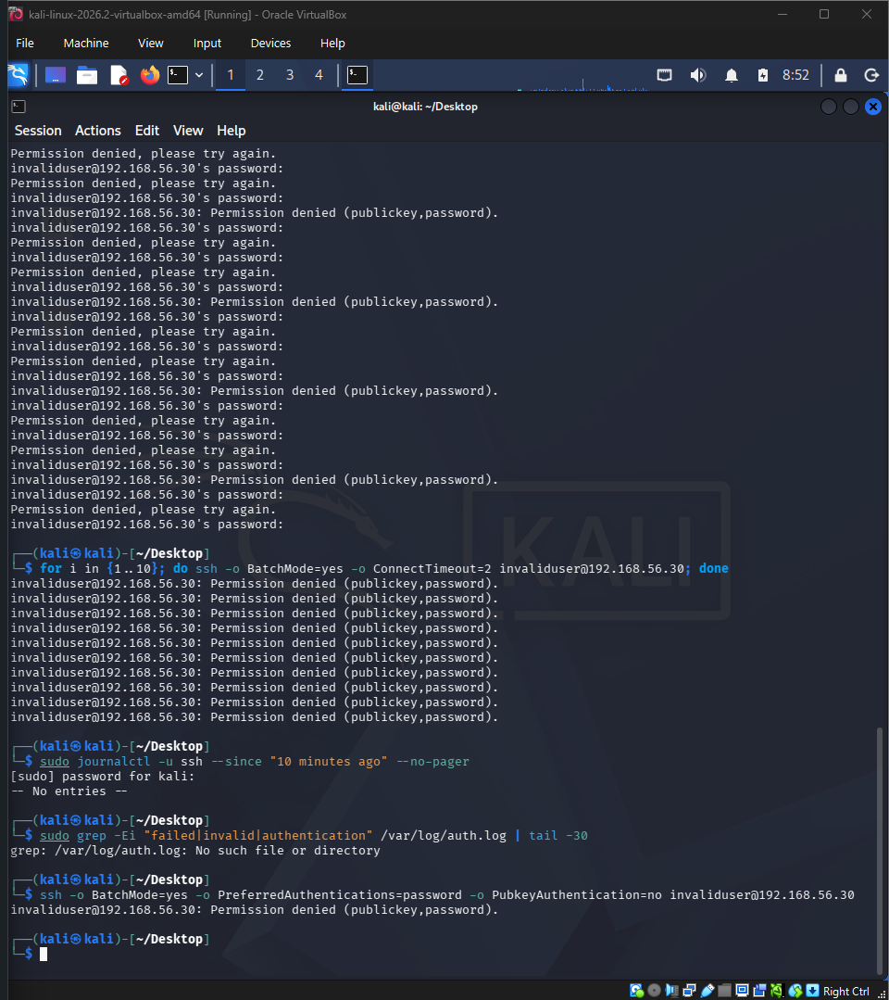 kali-linux-2026.2-virtualbox-amd64 [Running] - Oracle VirtualBox
File Machine View Input Devices Help
1 2 3 4 8:52
kali@kali: ~/Desktop
Session Actions Edit View Help
Permission denied, please try again.
invaliduser@192.168.56.30's password:
Permission denied, please try again.
invaliduser@192.168.56.30's password:
invaliduser@192.168.56.30: Permission denied (publickey,password).
invaliduser@192.168.56.30's password:
Permission denied, please try again.
invaliduser@192.168.56.30's password:
Permission denied, please try again.
invaliduser@192.168.56.30's password:
invaliduser@192.168.56.30: Permission denied (publickey,password).
invaliduser@192.168.56.30's password:
Permission denied, please try again.
invaliduser@192.168.56.30's password:
Permission denied, please try again.
invaliduser@192.168.56.30's password:
invaliduser@192.168.56.30: Permission denied (publickey,password).
invaliduser@192.168.56.30's password:
Permission denied, please try again.
invaliduser@192.168.56.30's password:
Permission denied, please try again.
invaliduser@192.168.56.30's password:
invaliduser@192.168.56.30: Permission denied (publickey,password).
invaliduser@192.168.56.30's password:
Permission denied, please try again.
invaliduser@192.168.56.30's password:
KALI
┌──(kali㉿kali)-[~/Desktop]
└─$ for i in {1..10}; do ssh -o BatchMode=yes -o ConnectTimeout=2 invaliduser@192.168.56.30; done
invaliduser@192.168.56.30: Permission denied (publickey,password).
invaliduser@192.168.56.30: Permission denied (publickey,password).
invaliduser@192.168.56.30: Permission denied (publickey,password).
invaliduser@192.168.56.30: Permission denied (publickey,password).
invaliduser@192.168.56.30: Permission denied (publickey,password).
invaliduser@192.168.56.30: Permission denied (publickey,password).
invaliduser@192.168.56.30: Permission denied (publickey,password).
invaliduser@192.168.56.30: Permission denied (publickey,password).
invaliduser@192.168.56.30: Permission denied (publickey,password).
invaliduser@192.168.56.30: Permission denied (publickey,password).
┌──(kali㉿kali)-[~/Desktop]
└─$ sudo journalctl -u ssh --since "10 minutes ago" --no-pager
[sudo] password for kali:
-- No entries --
┌──(kali㉿kali)-[~/Desktop]
└─$ sudo grep -Ei "failed|invalid|authentication" /var/log/auth.log | tail -30
grep: /var/log/auth.log: No such file or directory
┌──(kali㉿kali)-[~/Desktop]
└─$ ssh -o BatchMode=yes -o PreferredAuthentications=password -o PubkeyAuthentication=no invaliduser@192.168.56.30
invaliduser@192.168.56.30: Permission denied (publickey,password).
┌──(kali㉿kali)-[~/Desktop]
└─$
Right Ctrl